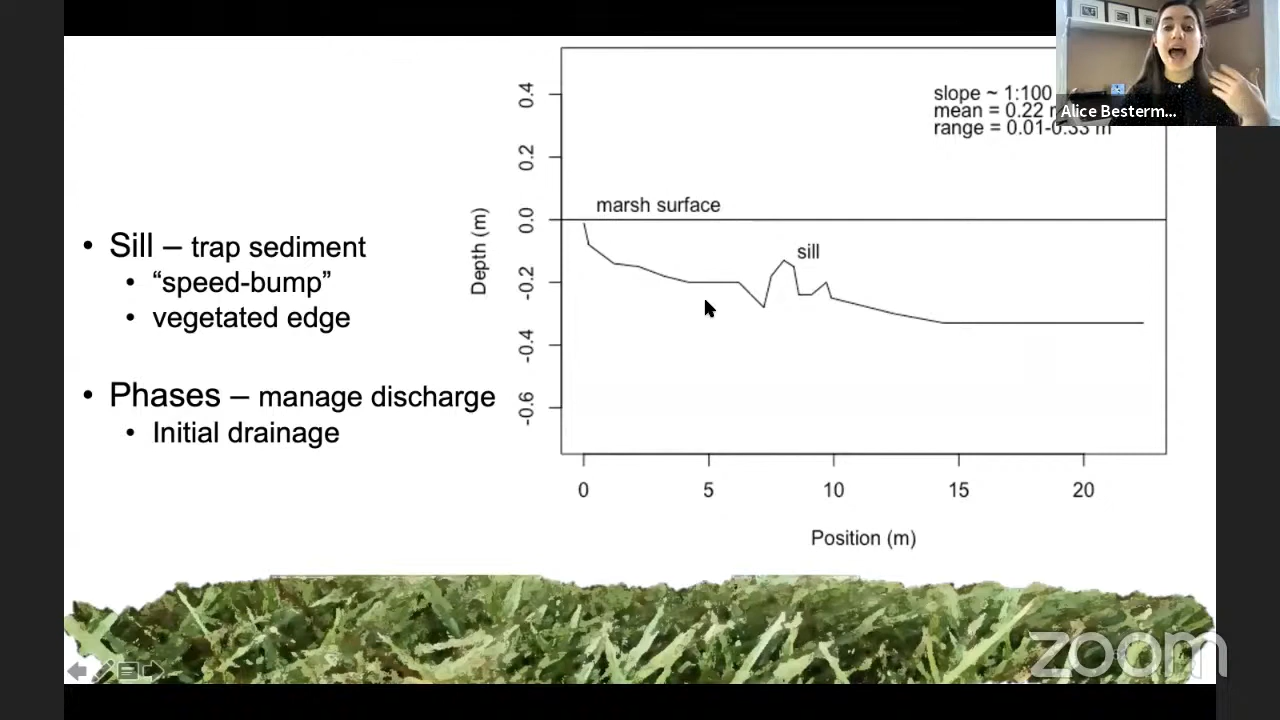 Alice Besterm...
• Sill – trap sediment
• “speed-bump”
• vegetated edge
• Phases – manage discharge
• Initial drainage
slope ~ 1:100
mean = 0.22
range = 0.01-0.33 m
marsh surface
sill
Depth (m)
0.4
0.2
0.0
-0.2
-0.4
-0.6
0 5 10 15 20
Position (m)
zoom